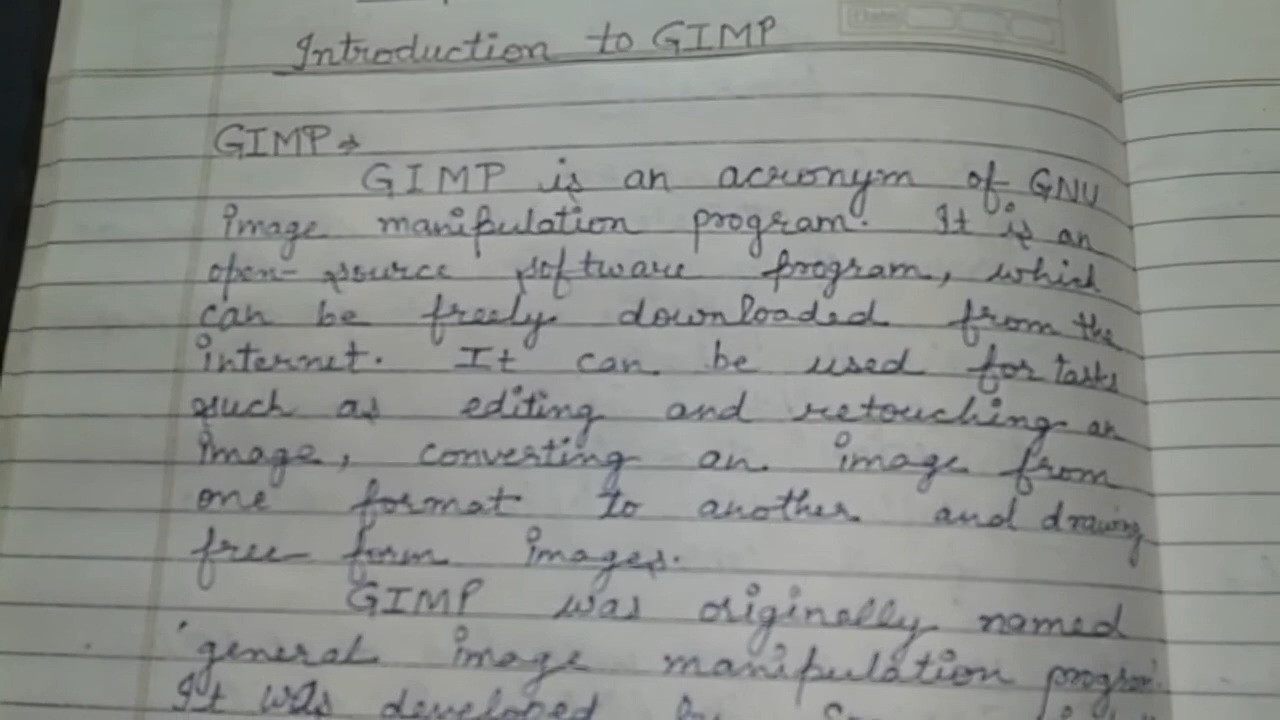 Introduction to GIMP
GIMP →
GIMP is an acronym of GNU
image manipulation program. It is an
open-source software program, which
can be freely downloaded from the
internet. It can be used for tasks
such as editing and retouching an
image, converting an image from
one format to another and drawing
free form images.
GIMP was originally named
'general image manipulation program.
It was developed by